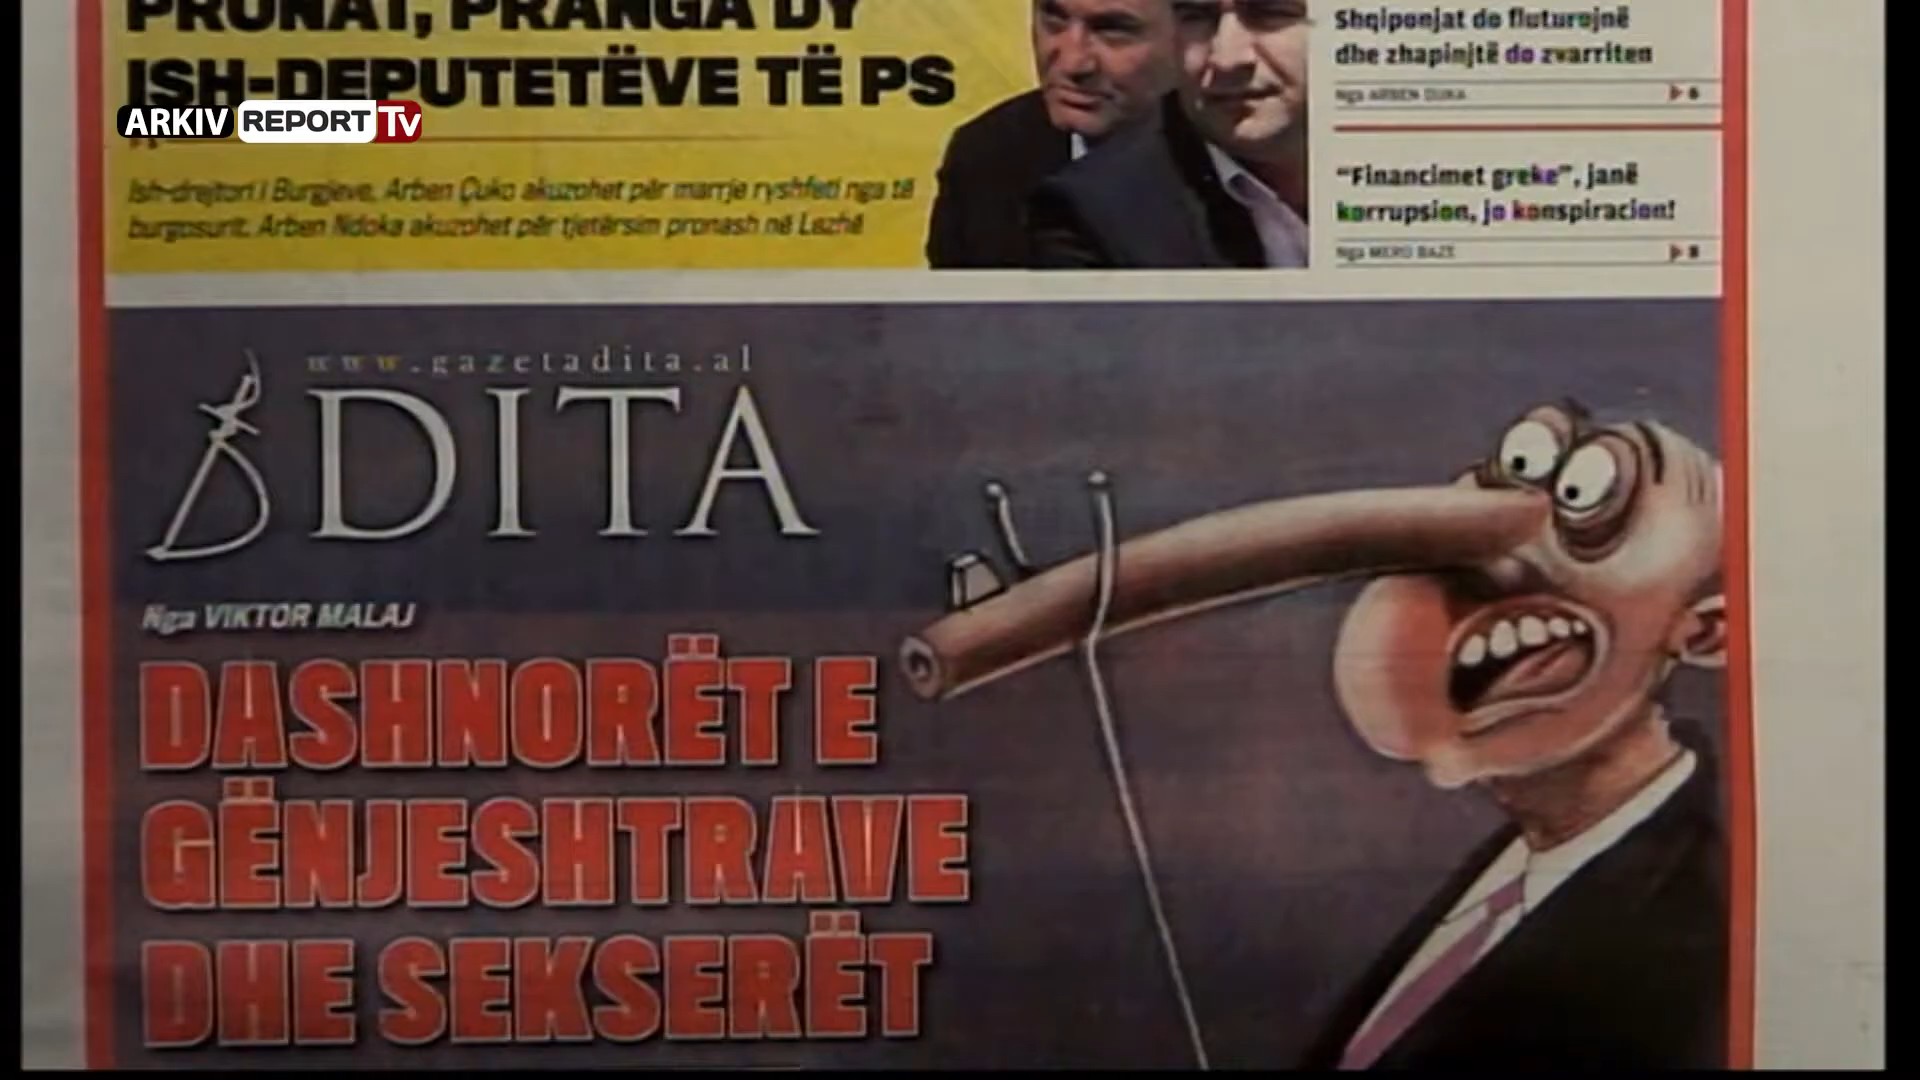 PRONAT, PRANGA DY
ISH-DEPUTETËVE TË PS
ARKIV REPORT Tv
Ish-drejtori i Burgjeve, Arben Çuko akuzohet për marrje ryshfeti nga të
burgosurit. Arben Ndoka akuzohet për tjetërsim pronash në Lezhë
Shqiponjat do fluturojnë
dhe zhapinjtë do zvarriten
Nga ARBEN DUKA 6
“Financimet greke”, janë
korrupsion, jo konspiracion!
Nga MERO BAZE 8
www.gazetadita.al
DITA
Nga VIKTOR MALAJ
DASHNORËT E
GËNJESHTRAVE
DHE SEKSERËT